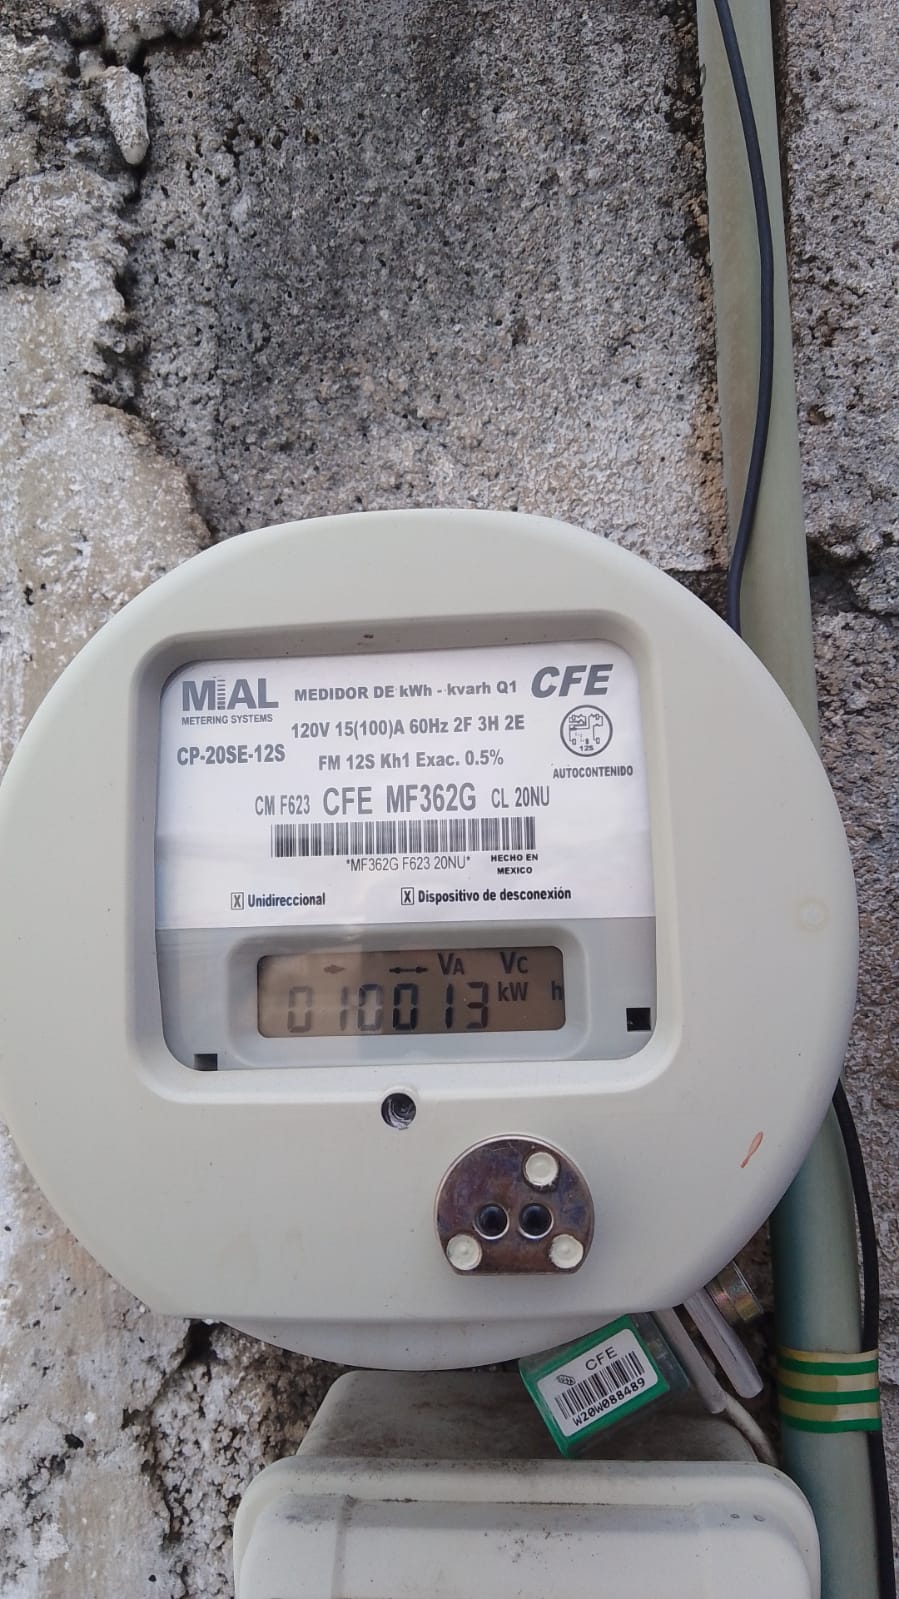 MIAL
METERING SYSTEMS
MEDIDOR DE kWh - kvarh Q1
CFE
120V 15(100)A 60Hz 2F 3H 2E
CP-20SE-12S
FM 12S Kh1 Exac. 0.5%
12S
AUTOCONTENIDO
CM F623 CFE MF362G CL 20NU
*MF362G F623 20NU*
HECHO EN
MEXICO
X Unidireccional
X Dispositivo de desconexión
VA VC
010013 kW h
CFE
W20W088489